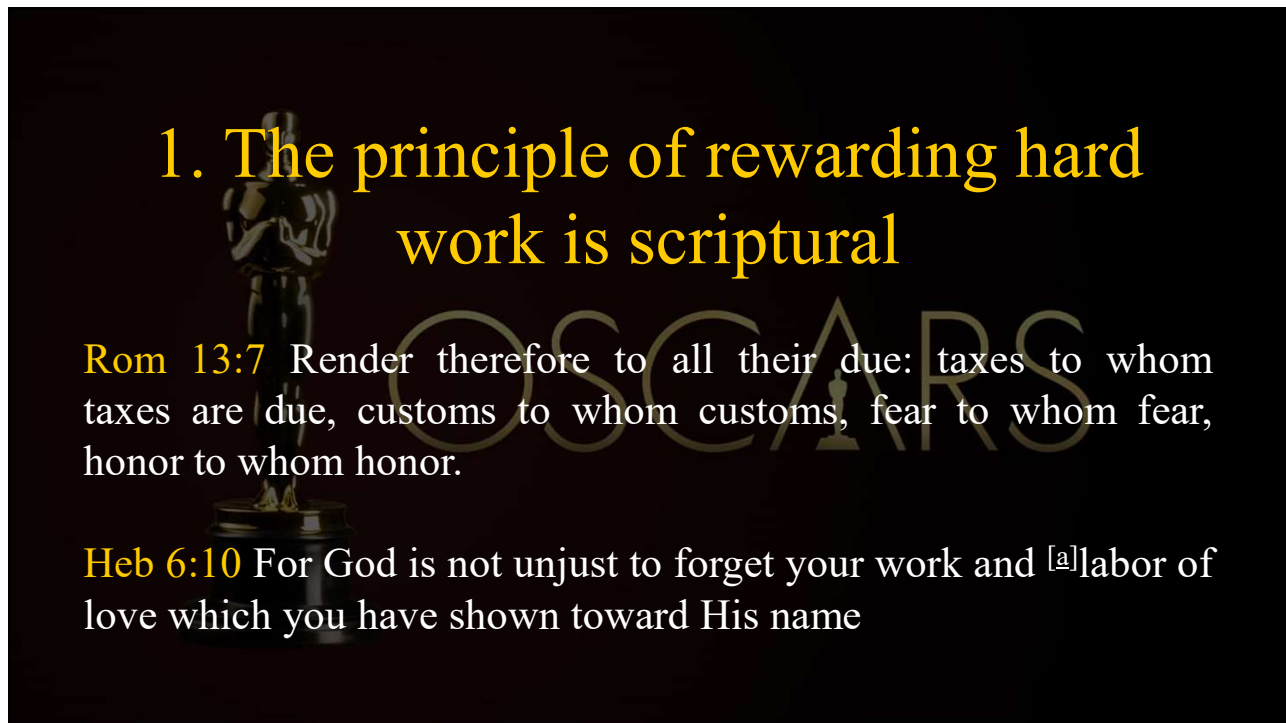 1. The principle of rewarding hard
work is scriptural
OSCARS
Rom 13:7 Render therefore to all their due: taxes to whom
taxes are due, customs to whom customs, fear to whom fear,
honor to whom honor.
Heb 6:10 For God is not unjust to forget your work and [a]labor of
love which you have shown toward His name